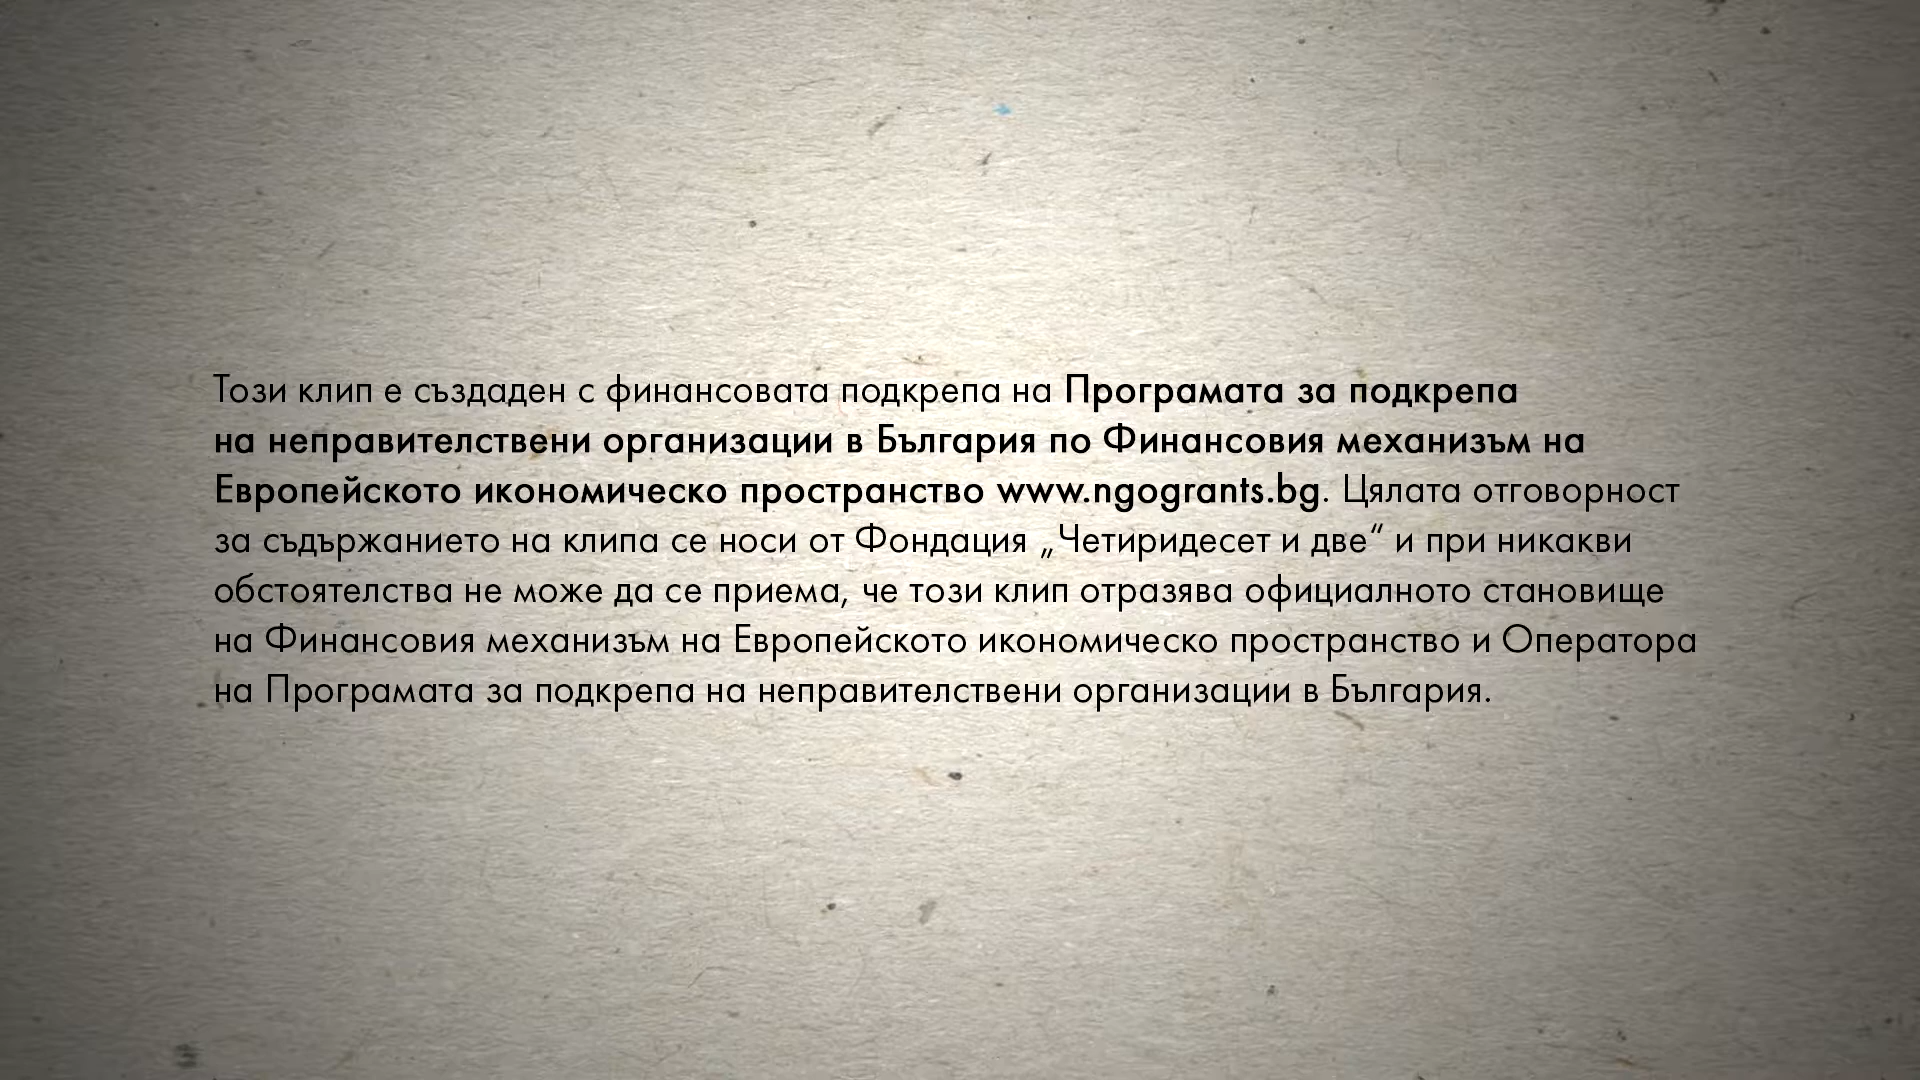 Този клип е създаден с финансовата подкрепа на Програмата за подкрепа
на неправителствени организации в България по Финансовия механизъм на
Европейското икономическо пространство www.ngogrants.bg. Цялата отговорност
за съдържанието на клипа се носи от Фондация „Четиридесет и две“ и при никакви
обстоятелства не може да се приема, че този клип отразява официалното становище
на Финансовия механизъм на Европейското икономическо пространство и Оператора
на Програмата за подкрепа на неправителствени организации в България.